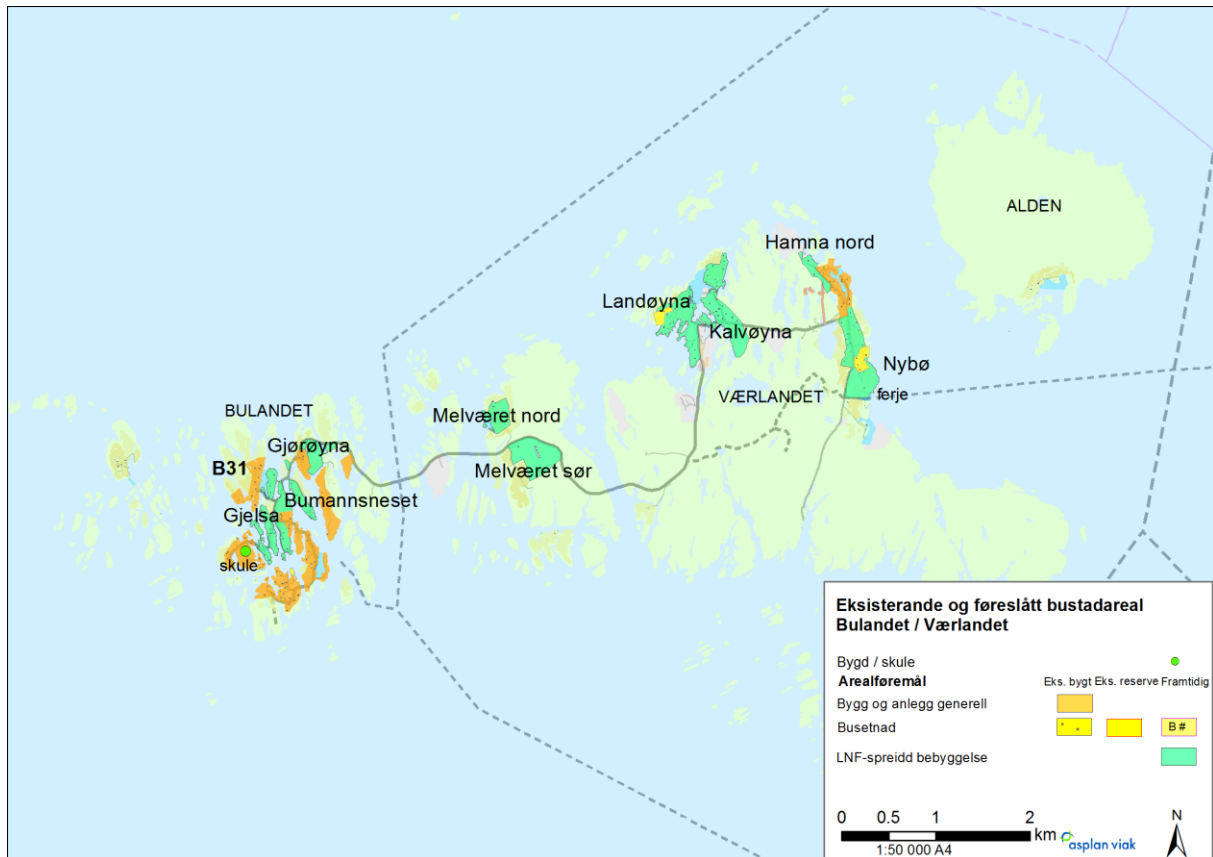 ALDEN
Hamna nord
Landøyna
Kalvøyna
Nybø
VÆRLANDET
ferje
BULANDET
Melværet nord
Gjørøyna
B31
Melværet sør
Bumannsneset
Gjelsa
skule
Eksisterande og føreslått bustadareal
Bulandet / Værlandet
Bygd / skule
Arealføremål Eks. bygt Eks. reserve Framtidig
Bygg og anlegg generell
Busetnad B #
LNF-spreidd bebyggelse
0 0.5 1 2
km
1:50 000 A4
asplan viak
N